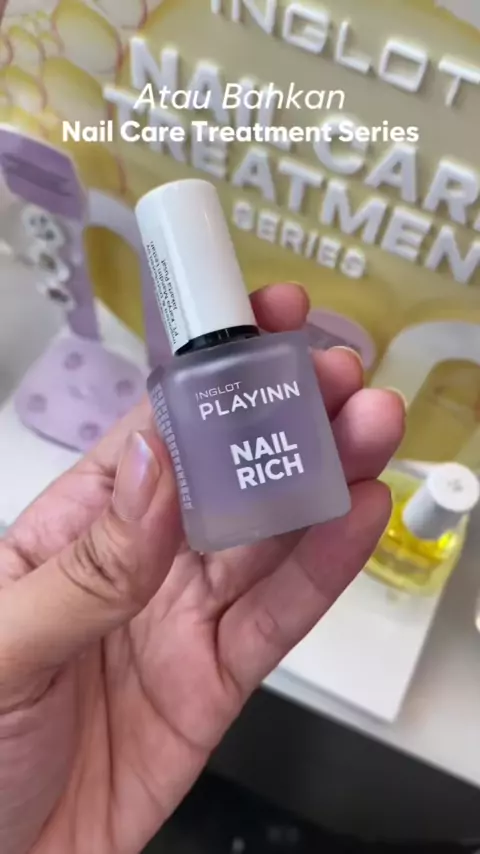 INGLOT
NAIL CARE
TREATMENT
SERIES
Atau Bahkan
Nail Care Treatment Series
INGLOT
PLAYINN
NAIL
RICH